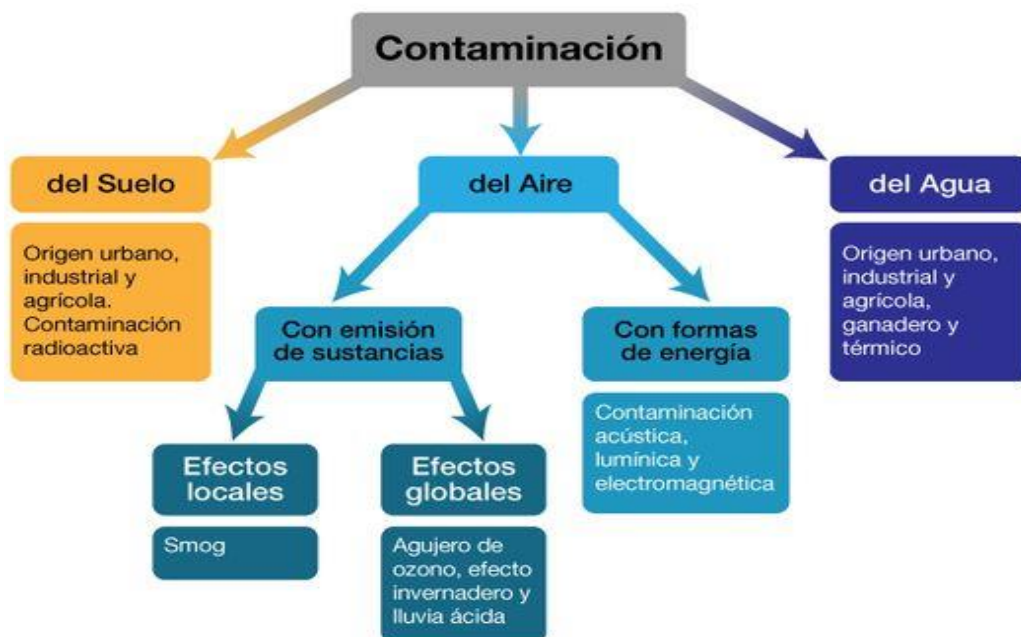 Contaminación
del Suelo
Origen urbano,
industrial y
agrícola.
Contaminación
radioactiva
del Aire
Con emisión
de sustancias
Efectos
locales
Smog
Efectos
globales
Agujero de
ozono, efecto
invernadero y
lluvia ácida
Con formas
de energía
Contaminación
acústica,
lumínica y
electromagnética
del Agua
Origen urbano,
industrial y
agrícola,
ganadero y
térmico